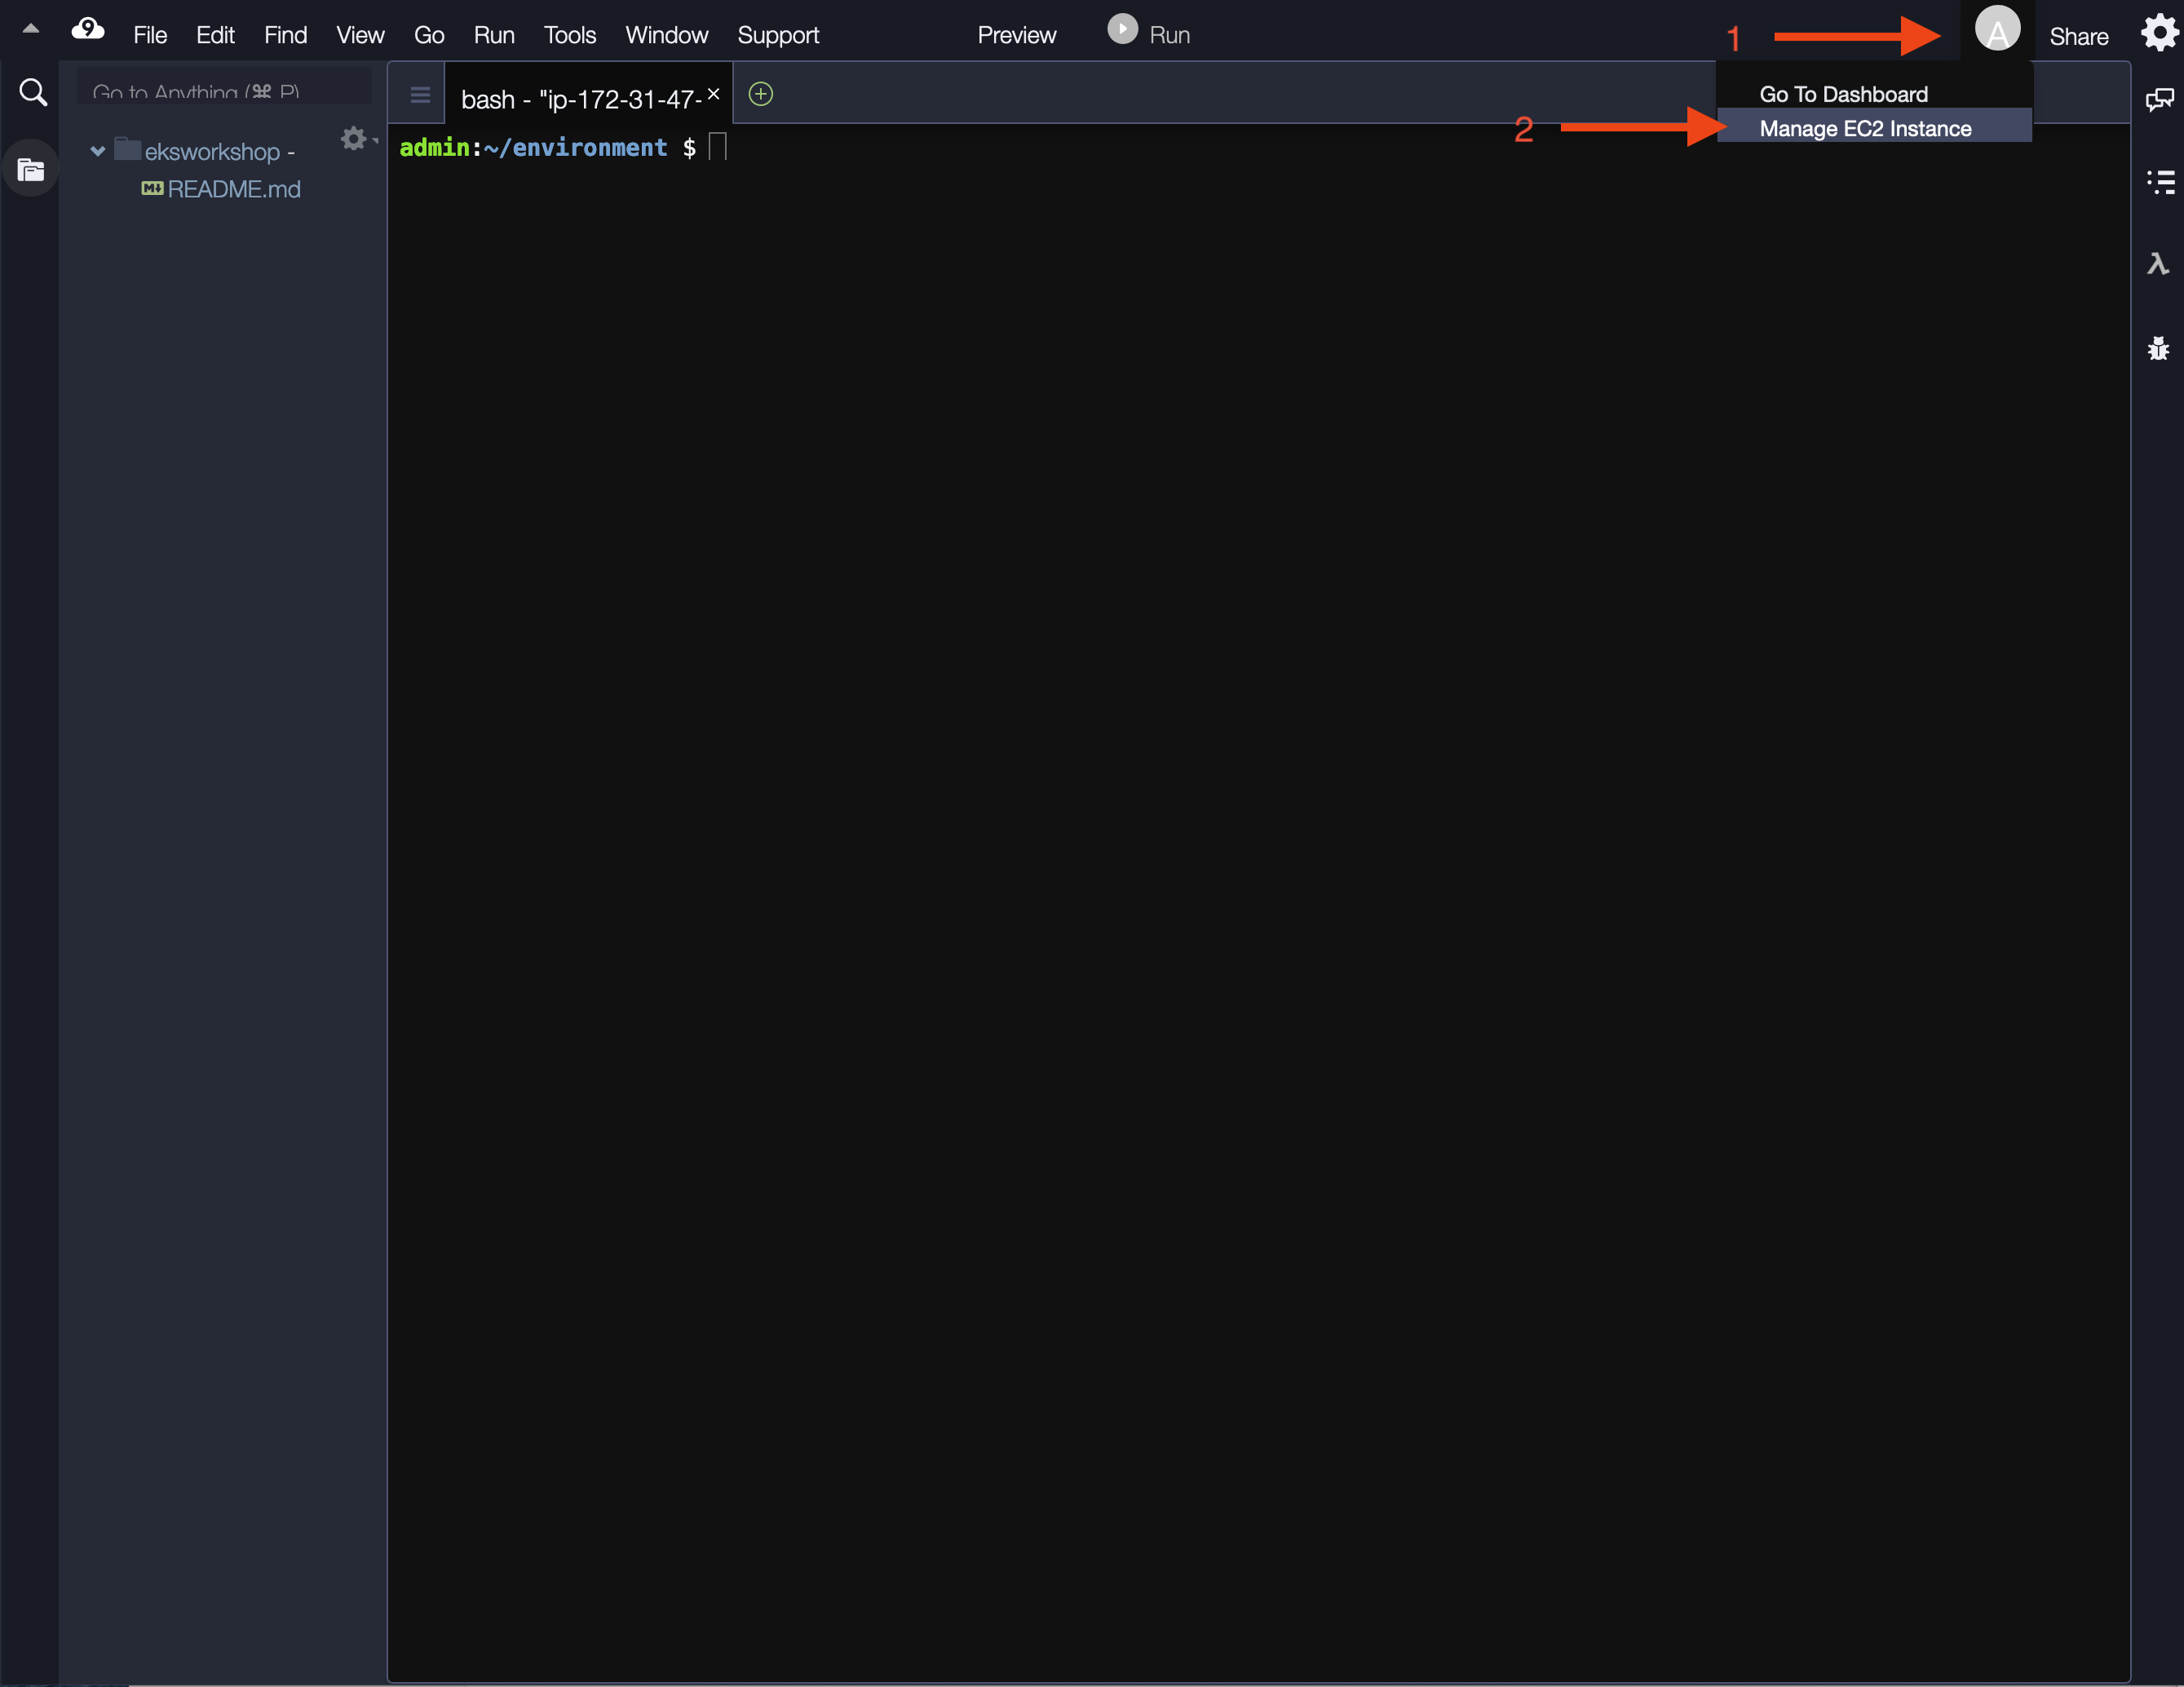 File Edit Find View Go Run Tools Window Support Preview Run 1 A Share
Go to Anything (⌘ P)
bash - "ip-172-31-47- ×
Go To Dashboard
2 Manage EC2 Instance
admin:~/environment $
eksworkshop -
M↓ README.md